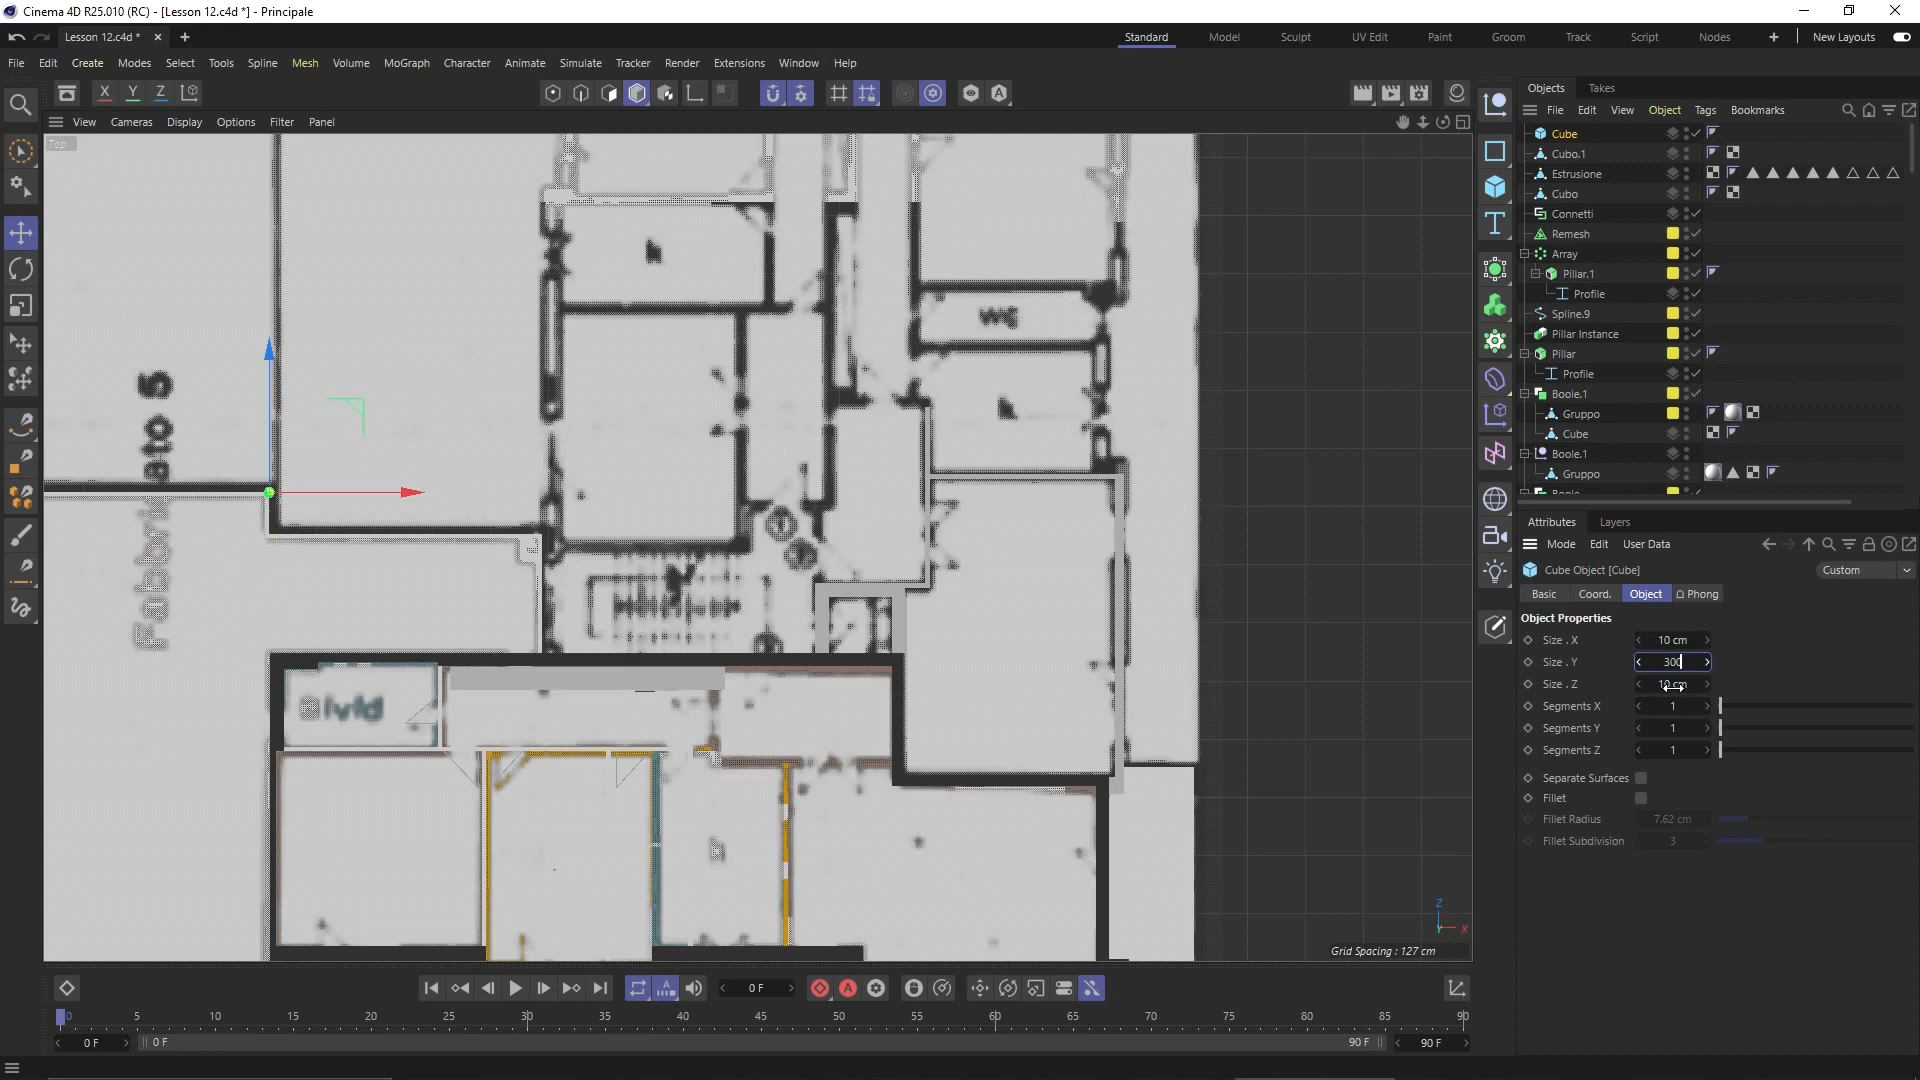 Cinema 4D R25.010 (RC) - [Lesson 12.c4d *] - Principale
Lesson 12.c4d *
Standard Model Sculpt UV Edit Paint Groom Track Script Nodes New Layouts
File Edit Create Modes Select Tools Spline Mesh Volume MoGraph Character Animate Simulate Tracker Render Extensions Window Help
X Y Z
View Cameras Display Options Filter Panel
Top
Fabbricato 5
WC
Grid Spacing : 127 cm
Z
Y X
Objects Takes
File Edit View Object Tags Bookmarks
Cube
Cubo.1
Estrusione
Cubo
Connetti
Remesh
Array
Pillar.1
Profile
Spline.9
Pillar Instance
Pillar
Profile
Boole.1
Gruppo
Cube
Boole.1
Gruppo
Boole
Attributes Layers
Mode Edit User Data
Cube Object [Cube]
Custom
Basic Coord. Object Phong
Object Properties
Size . X 10 cm
Size . Y 300
Size . Z 10 cm
Segments X 1
Segments Y 1
Segments Z 1
Separate Surfaces
Fillet
Fillet Radius 7.62 cm
Fillet Subdivision 3
0 F
0 5 10 15 20 25 30 35 40 45 50 55 60 65 70 75 80 85 90
0 F 0 F 90 F 90 F